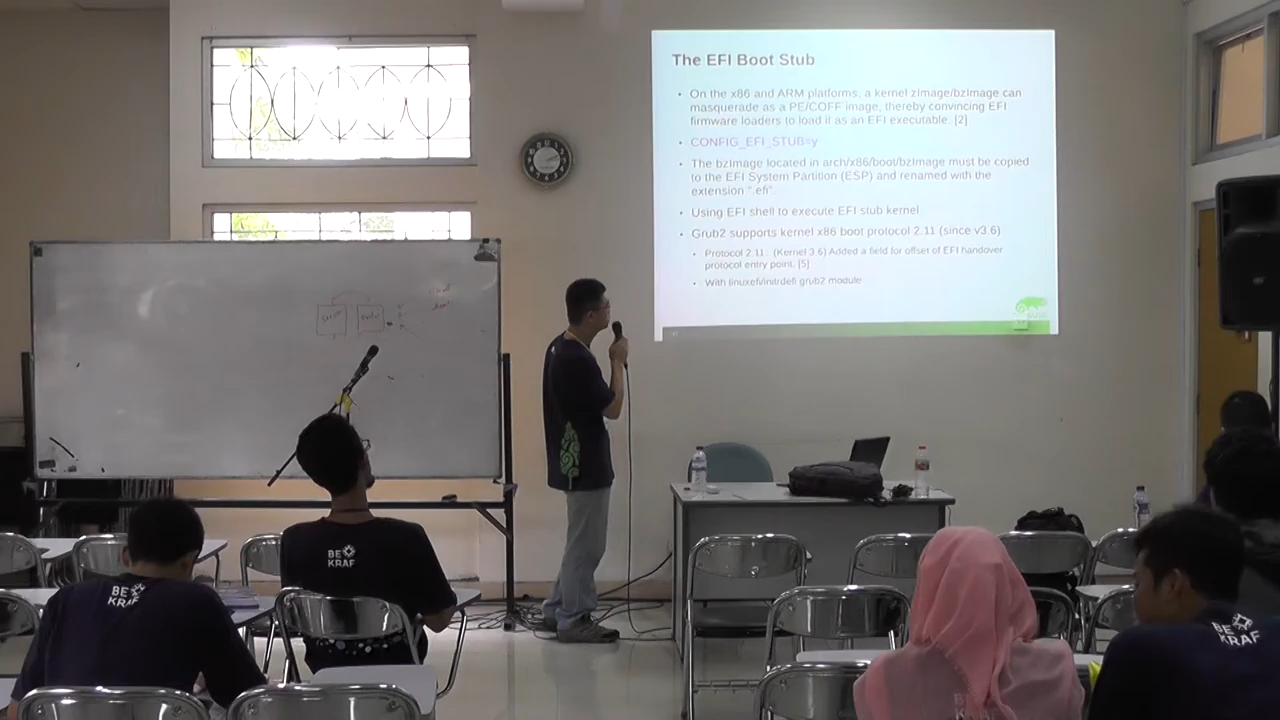 The EFI Boot Stub
• On the x86 and ARM platforms, a kernel zImage/bzImage can
masquerade as a PE/COFF image, thereby convincing EFI
firmware loaders to load it as an EFI executable. [2]
• CONFIG_EFI_STUB=y
• The bzImage located in arch/x86/boot/bzImage must be copied
to the EFI System Partition (ESP) and renamed with the
extension ".efi".
• Using EFI shell to execute EFI stub kernel
• Grub2 supports kernel x86 boot protocol 2.11 (since v3.6)
• Protocol 2.11: (Kernel 3.6) Added a field for offset of EFI handover
protocol entry point. [5]
• With linuxefi/initrdefi grub2 module
BE
KRAF
BE
KRAF
BE
KRAF